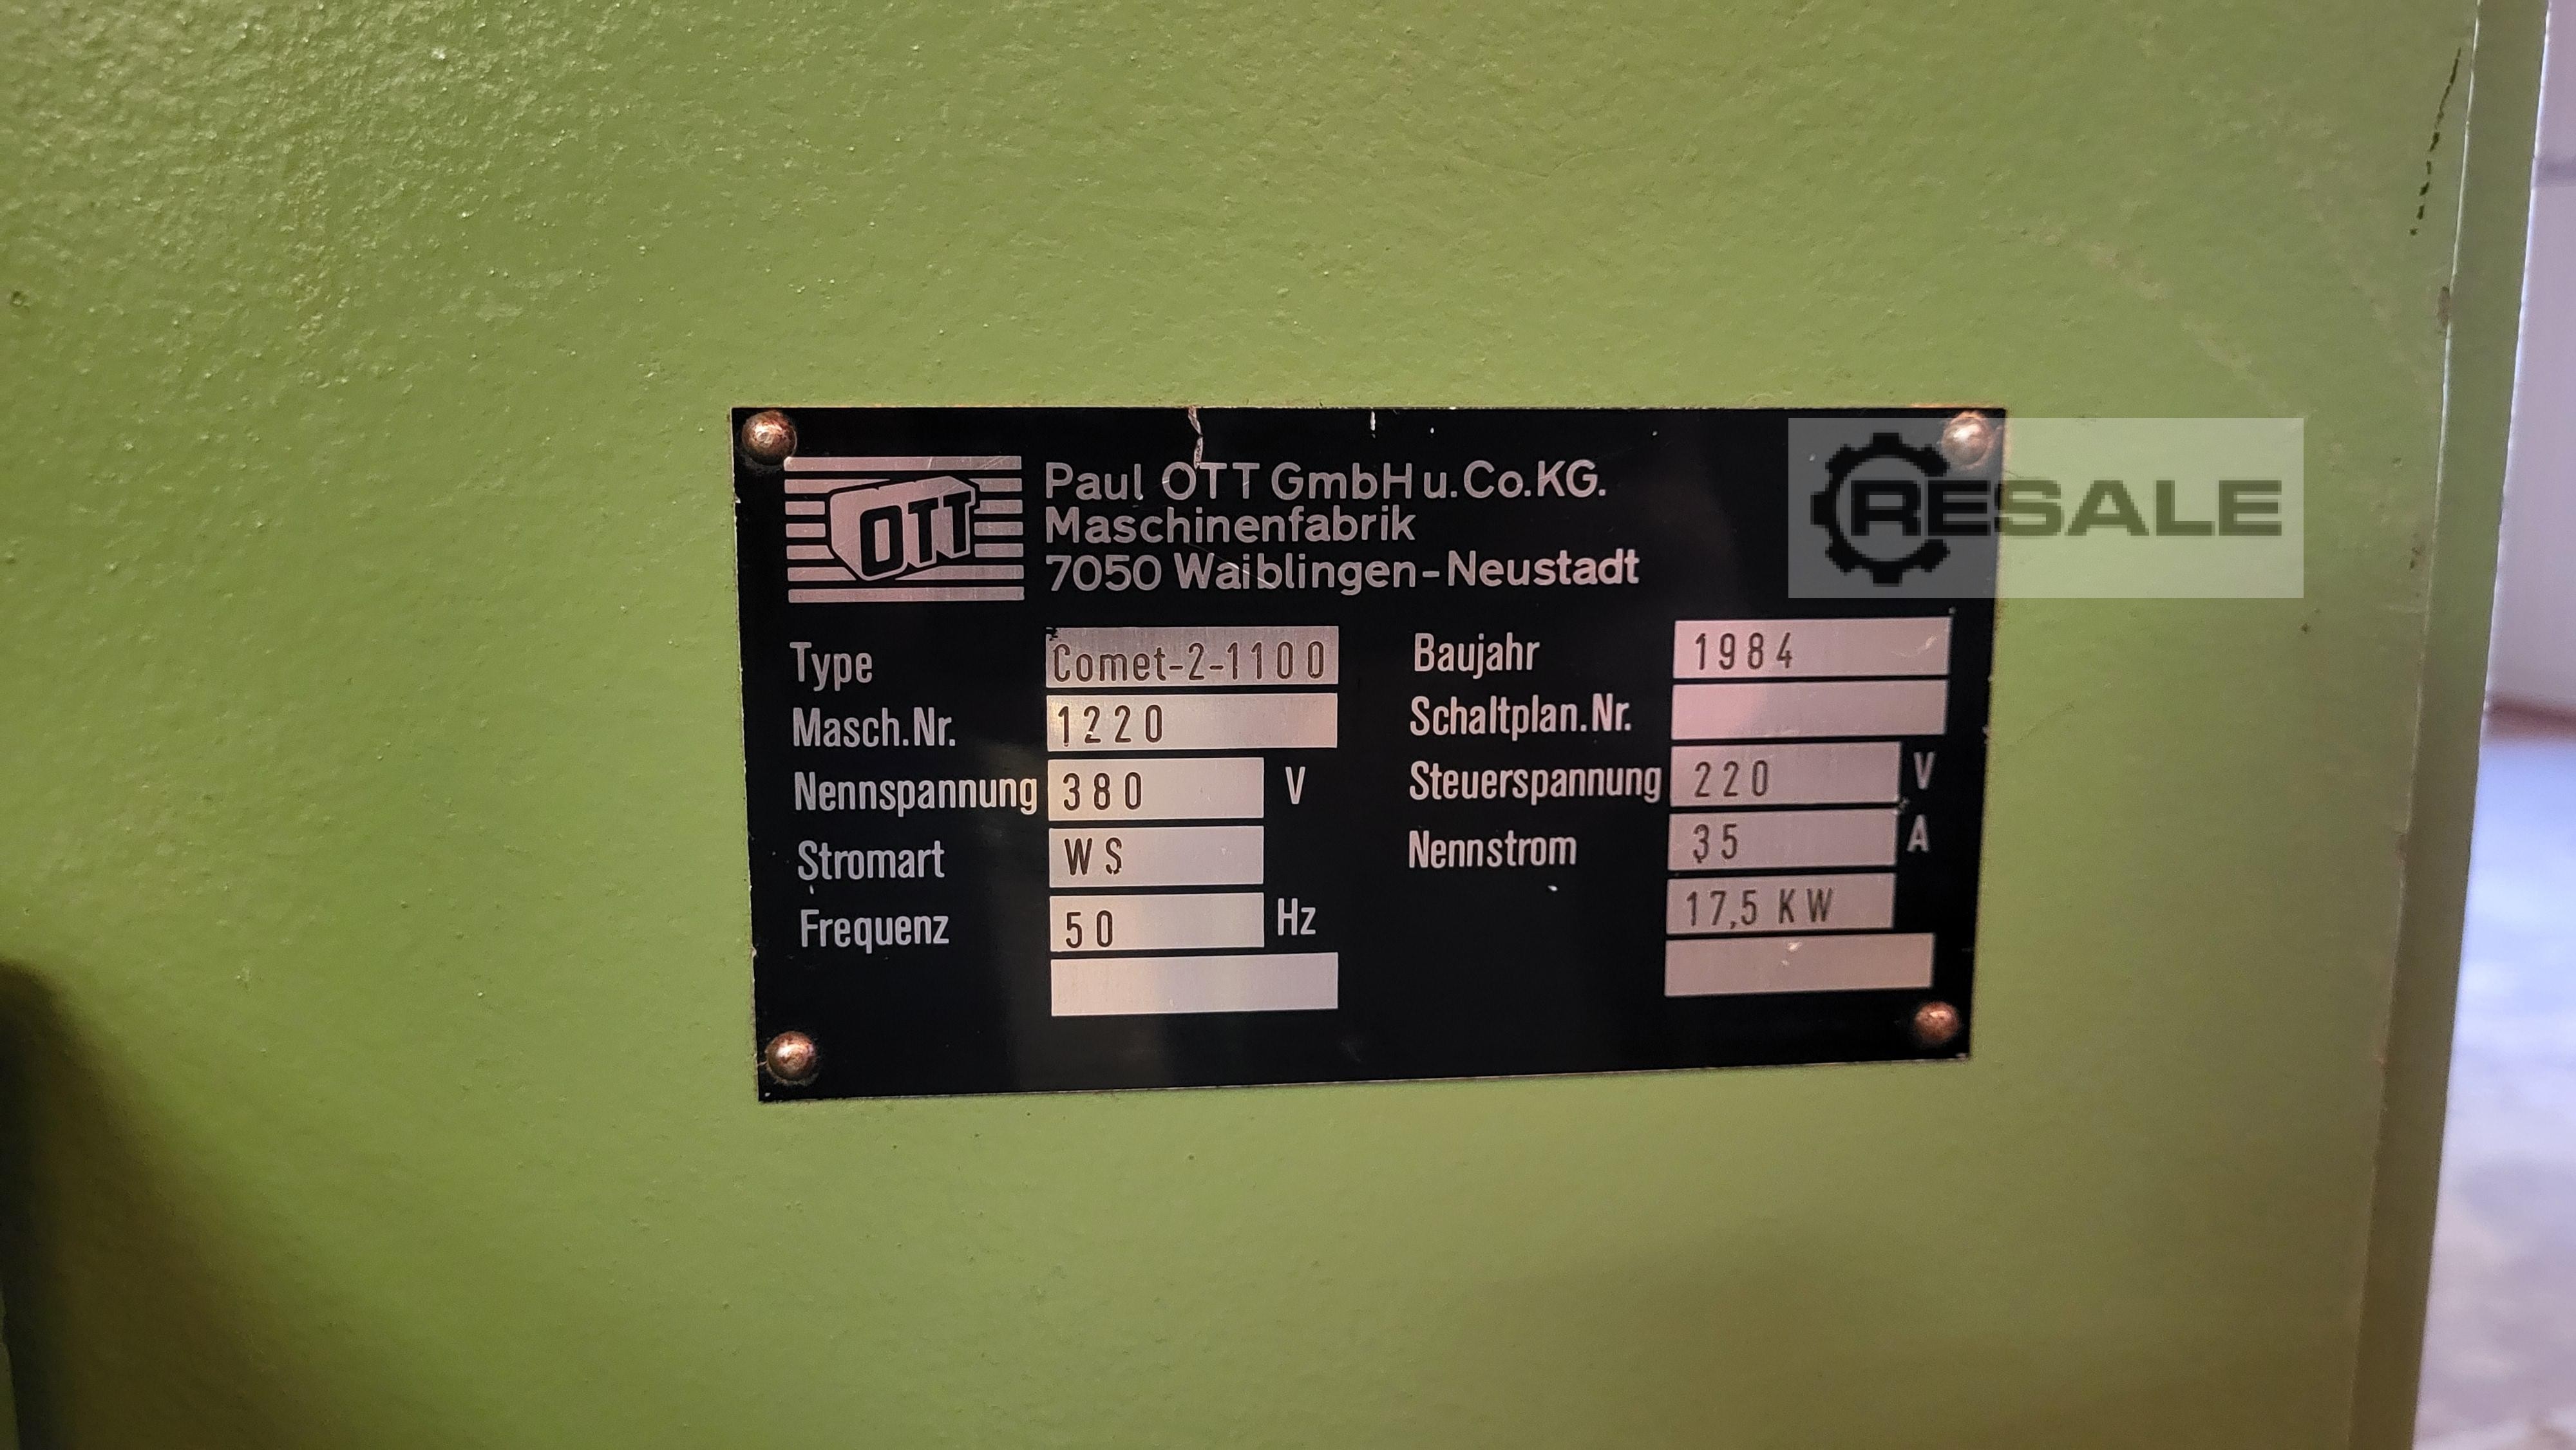 OTT
Paul OTT GmbH u. Co. KG.
Maschinenfabrik
7050 Waiblingen-Neustadt
RESALE
Type Comet-2-1100
Masch.Nr. 1220
Nennspannung 380 V
Stromart WS
Frequenz 50 Hz
Baujahr 1984
Schaltplan.Nr.
Steuerspannung 220 V
Nennstrom 35 A
17,5 KW